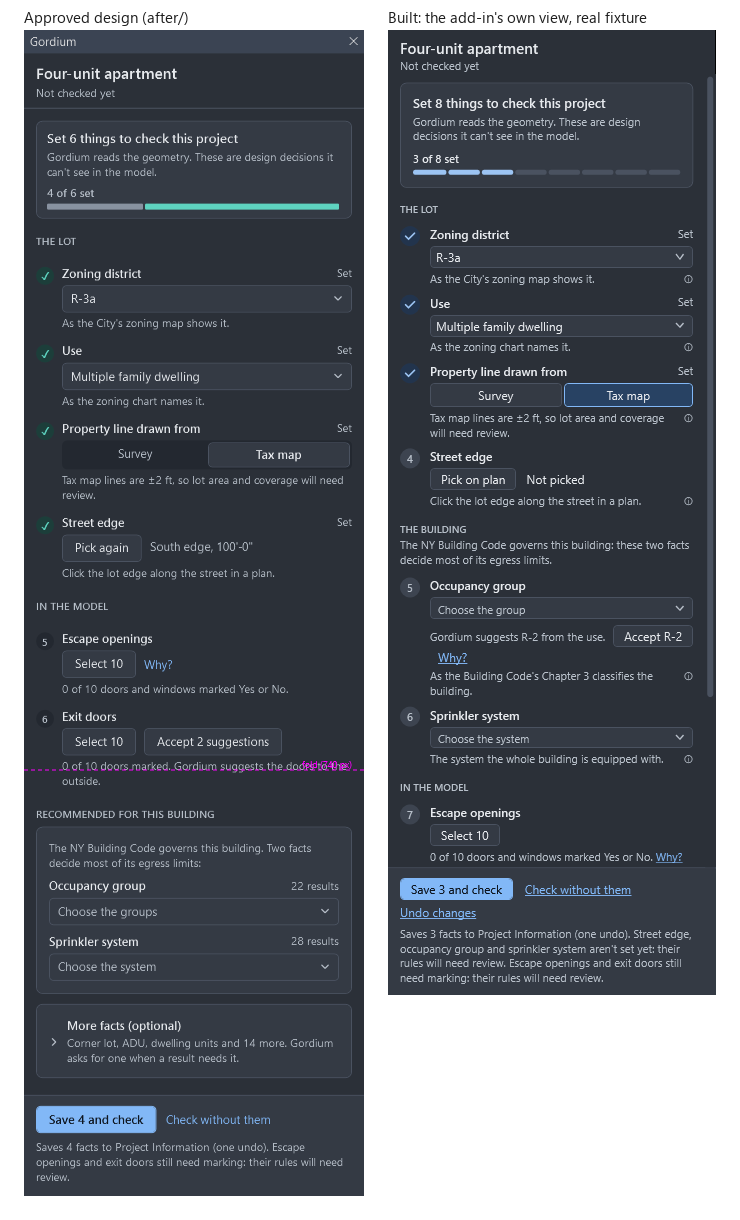 Approved design (after/)
Gordium
Four-unit apartment
Not checked yet
Set 6 things to check this project
Gordium reads the geometry. These are design decisions it
can't see in the model.
4 of 6 set
THE LOT
Zoning district
Set
R-3a
As the City's zoning map shows it.
Use
Set
Multiple family dwelling
As the zoning chart names it.
Property line drawn from
Set
Survey
Tax map
Tax map lines are ±2 ft, so lot area and coverage will need
review.
Street edge
Set
Pick again
South edge, 100'-0"
Click the lot edge along the street in a plan.
IN THE MODEL
5
Escape openings
Select 10
Why?
0 of 10 doors and windows marked Yes or No.
6
Exit doors
Select 10
Accept 2 suggestions
0 of 10 doors marked. Gordium suggests the doors to the
outside.
RECOMMENDED FOR THIS BUILDING
The NY Building Code governs this building. Two facts
decide most of its egress limits:
Occupancy group
22 results
Choose the groups
Sprinkler system
28 results
Choose the system
More facts (optional)
Corner lot, ADU, dwelling units and 14 more. Gordium
asks for one when a result needs it.
Save 4 and check
Check without them
Saves 4 facts to Project Information (one undo). Escape
openings and exit doors still need marking: their rules will need
review.
Built: the add-in's own view, real fixture
Four-unit apartment
Not checked yet
Set 8 things to check this project
Gordium reads the geometry. These are design
decisions it can't see in the model.
3 of 8 set
THE LOT
Zoning district
Set
R-3a
As the City's zoning map shows it.
Use
Set
Multiple family dwelling
As the zoning chart names it.
Property line drawn from
Set
Survey
Tax map
Tax map lines are ±2 ft, so lot area and coverage
will need review.
4
Street edge
Pick on plan
Not picked
Click the lot edge along the street in a plan.
THE BUILDING
The NY Building Code governs this building: these two facts
decide most of its egress limits.
5
Occupancy group
Choose the group
Gordium suggests R-2 from the use.
Accept R-2
Why?
As the Building Code's Chapter 3 classifies the
building.
6
Sprinkler system
Choose the system
The system the whole building is equipped with.
IN THE MODEL
7
Escape openings
Select 10
0 of 10 doors and windows marked Yes or No. Why?
Save 3 and check
Check without them
Undo changes
Saves 3 facts to Project Information (one undo). Street edge,
occupancy group and sprinkler system aren't set yet: their
rules will need review. Escape openings and exit doors still
need marking: their rules will need review.